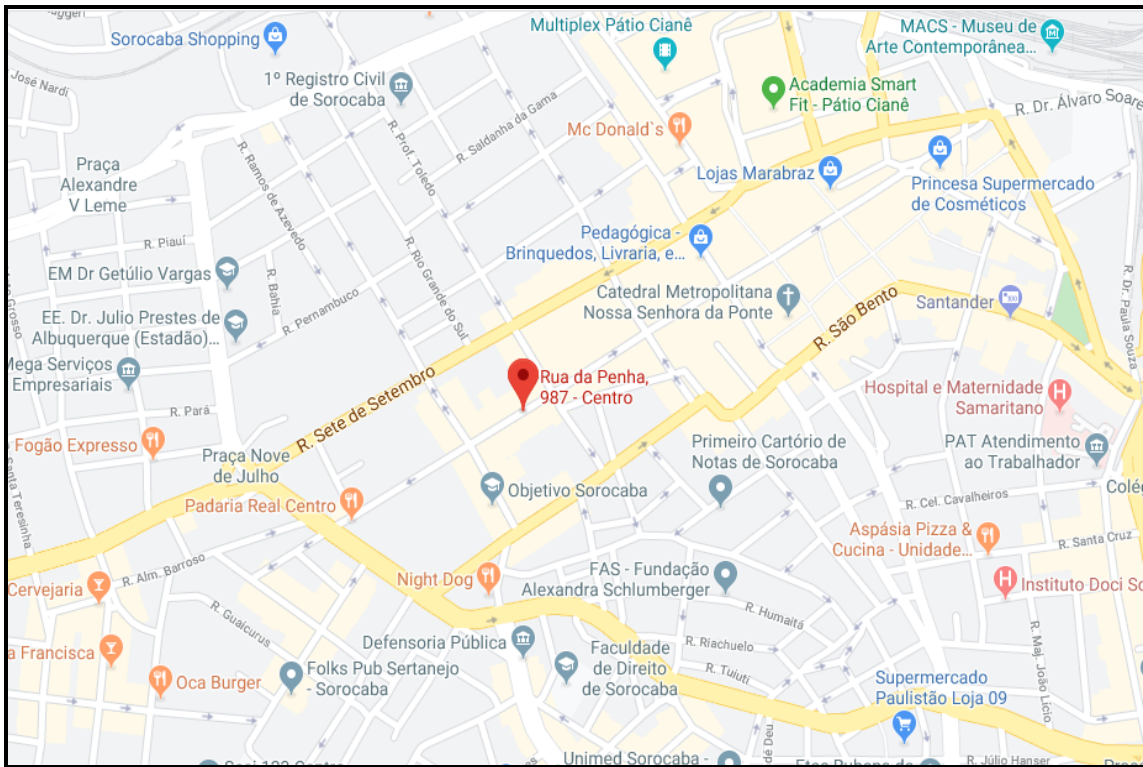 Multiplex Pátio Cianê
MACS - Museu de
Arte Contemporânea...
Sorocaba Shopping
José Nardi
1º Registro Civil
de Sorocaba
Academia Smart
Fit - Pátio Cianê
R. Dr. Álvaro Soare
R. Saldanha da Gama
Mc Donald`s
R. Prof. Toledo
R. Ramos de Azevedo
Praça
Alexandre
V Leme
Lojas Marabraz
Princesa Supermercado
de Cosméticos
R. Piauí
Pedagógica -
Brinquedos, Livraria, e...
EM Dr Getúlio Vargas
R. Bahia
R. Rio Grande do Sul
R. Pernambuco
Catedral Metropolitana
Nossa Senhora da Ponte
R. São Bento
Santander
R. Dr. Paula Souza
EE. Dr. Julio Prestes de
Albuquerque (Estadão)...
Mega Serviços
Empresariais
Rua da Penha,
987 - Centro
R. Sete de Setembro
Hospital e Maternidade
Samaritano
R. Pará
Fogão Expresso
Praça Nove
de Julho
Primeiro Cartório de
Notas de Sorocaba
PAT Atendimento
ao Trabalhador
Santa Teresinha
Objetivo Sorocaba
Padaria Real Centro
R. Cel. Cavalheiros
Colég
Aspásia Pizza &
Cucina - Unidade...
R. Santa Cruz
R. Alm. Barroso
Cervejaria
Night Dog
FAS - Fundação
Alexandra Schlumberger
Instituto Doci So
R. Humaitá
R. Guaicurus
R. Riachuelo
Defensoria Pública
Faculdade
de Direito
de Sorocaba
R. Tuiuti
R. Maj. João Lício
a Francisca
Oca Burger
Folks Pub Sertanejo
- Sorocaba
Supermercado
Paulistão Loja 09
Unimed Sorocaba -
de Deu
R. Júlio Hanser